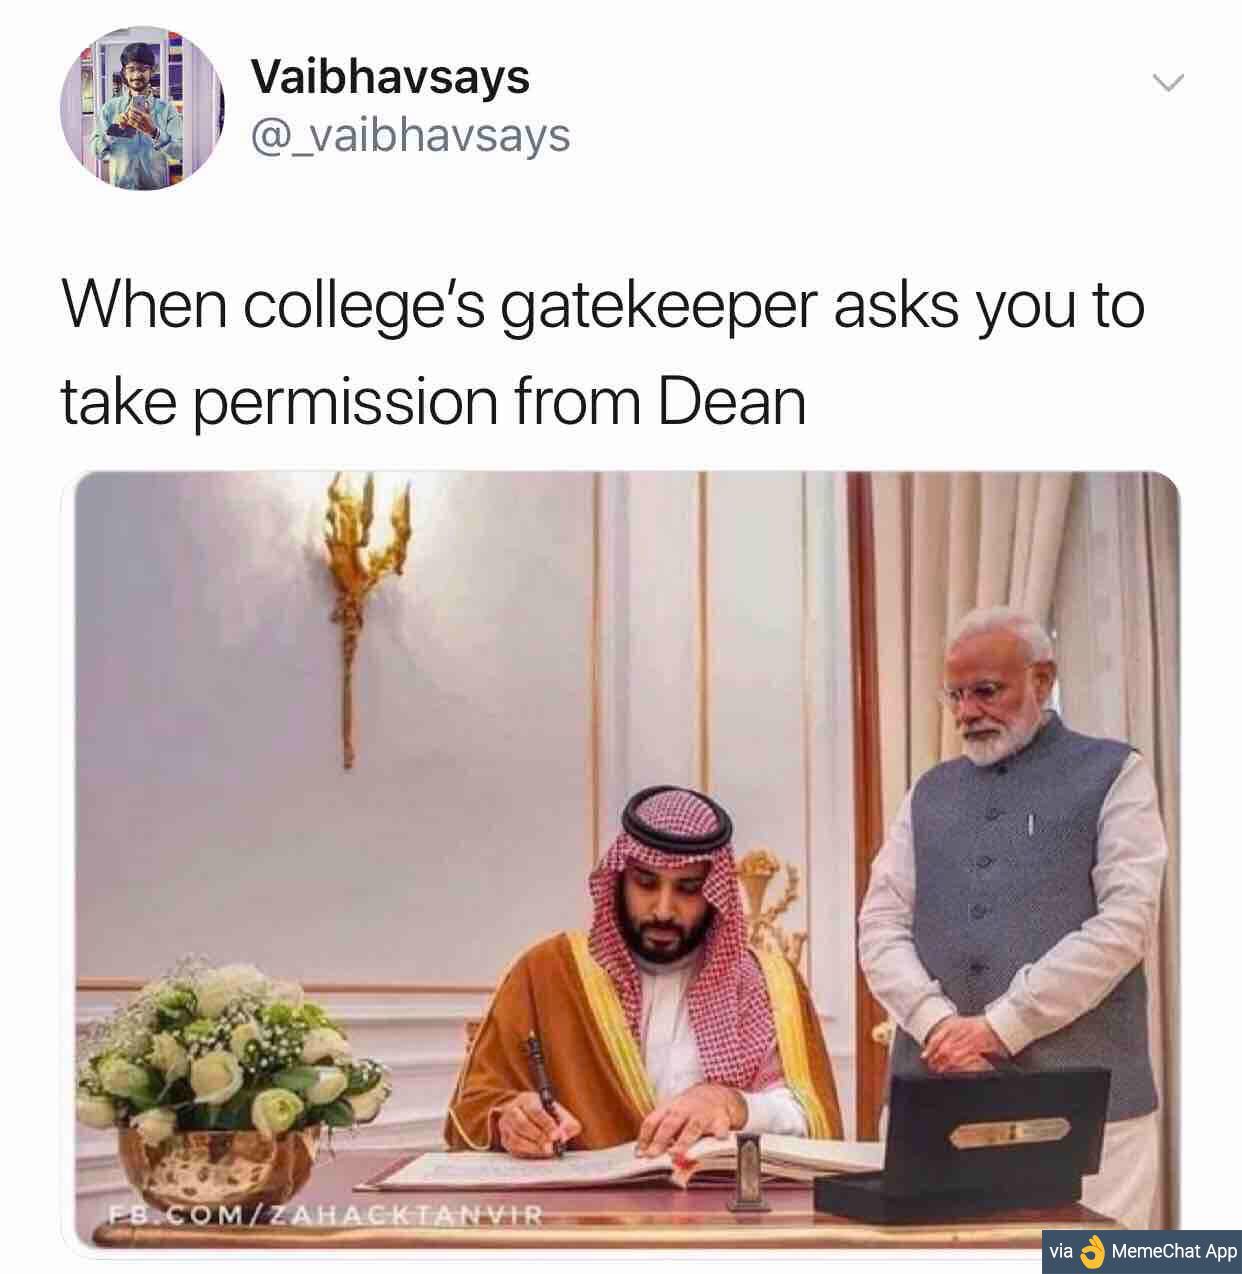 Vaibhavsays
@_vaibhavsays
When college's gatekeeper asks you to
take permission from Dean
FB.COM/ZAHACKTANVIR
via 👌 MemeChat App